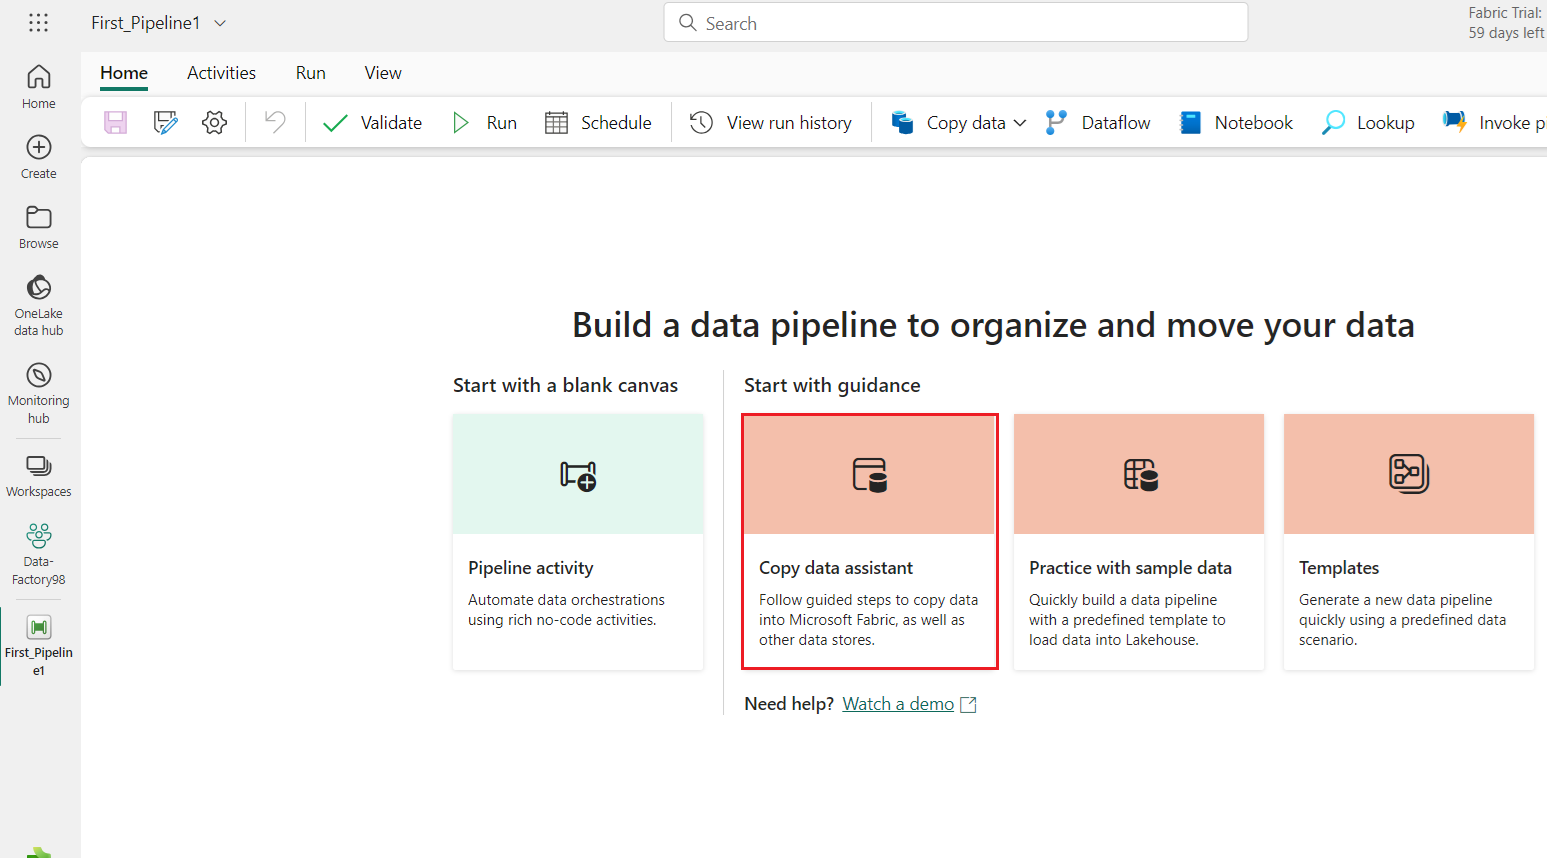 First_Pipeline1
Search
Fabric Trial:
59 days left
Home
Activities
Run
View
Validate
Run
Schedule
View run history
Copy data
Dataflow
Notebook
Lookup
Invoke p
Home
Create
Browse
OneLake
data hub
Monitoring
hub
Workspaces
Data-
Factory98
First_Pipelin
e1
Build a data pipeline to organize and move your data
Start with a blank canvas
Start with guidance
Pipeline activity
Automate data orchestrations
using rich no-code activities.
Copy data assistant
Follow guided steps to copy data
into Microsoft Fabric, as well as
other data stores.
Practice with sample data
Quickly build a data pipeline
with a predefined template to
load data into Lakehouse.
Templates
Generate a new data pipeline
quickly using a predefined data
scenario.
Need help? Watch a demo